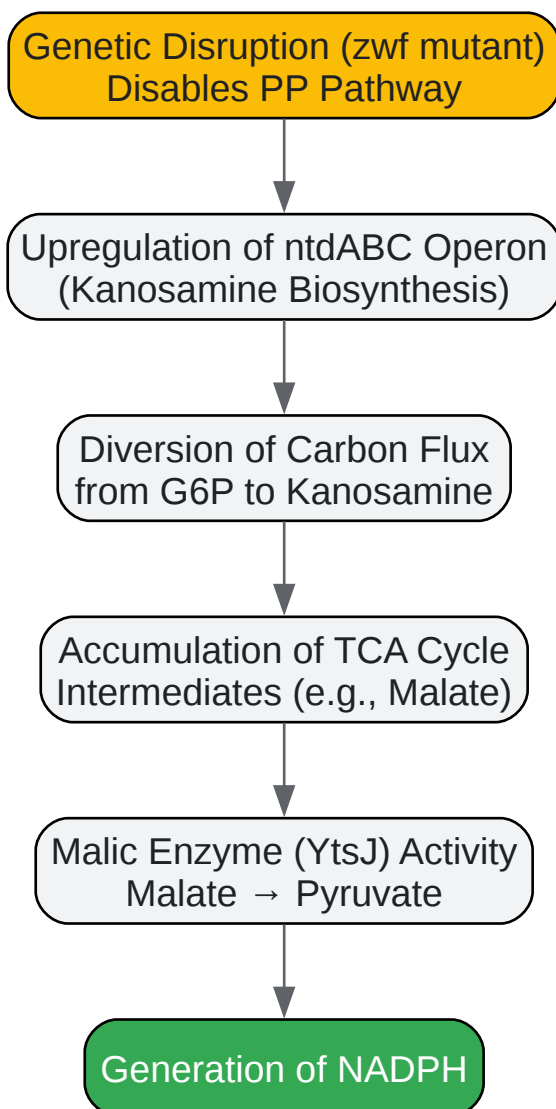 Genetic Disruption (zwf mutant)
Disables PP Pathway
Upregulation of ntdABC Operon
(Kanosamine Biosynthesis)
Diversion of Carbon Flux
from G6P to Kanosamine
Accumulation of TCA Cycle
Intermediates (e.g., Malate)
Malic Enzyme (YtsJ) Activity
Malate → Pyruvate
Generation of NADPH